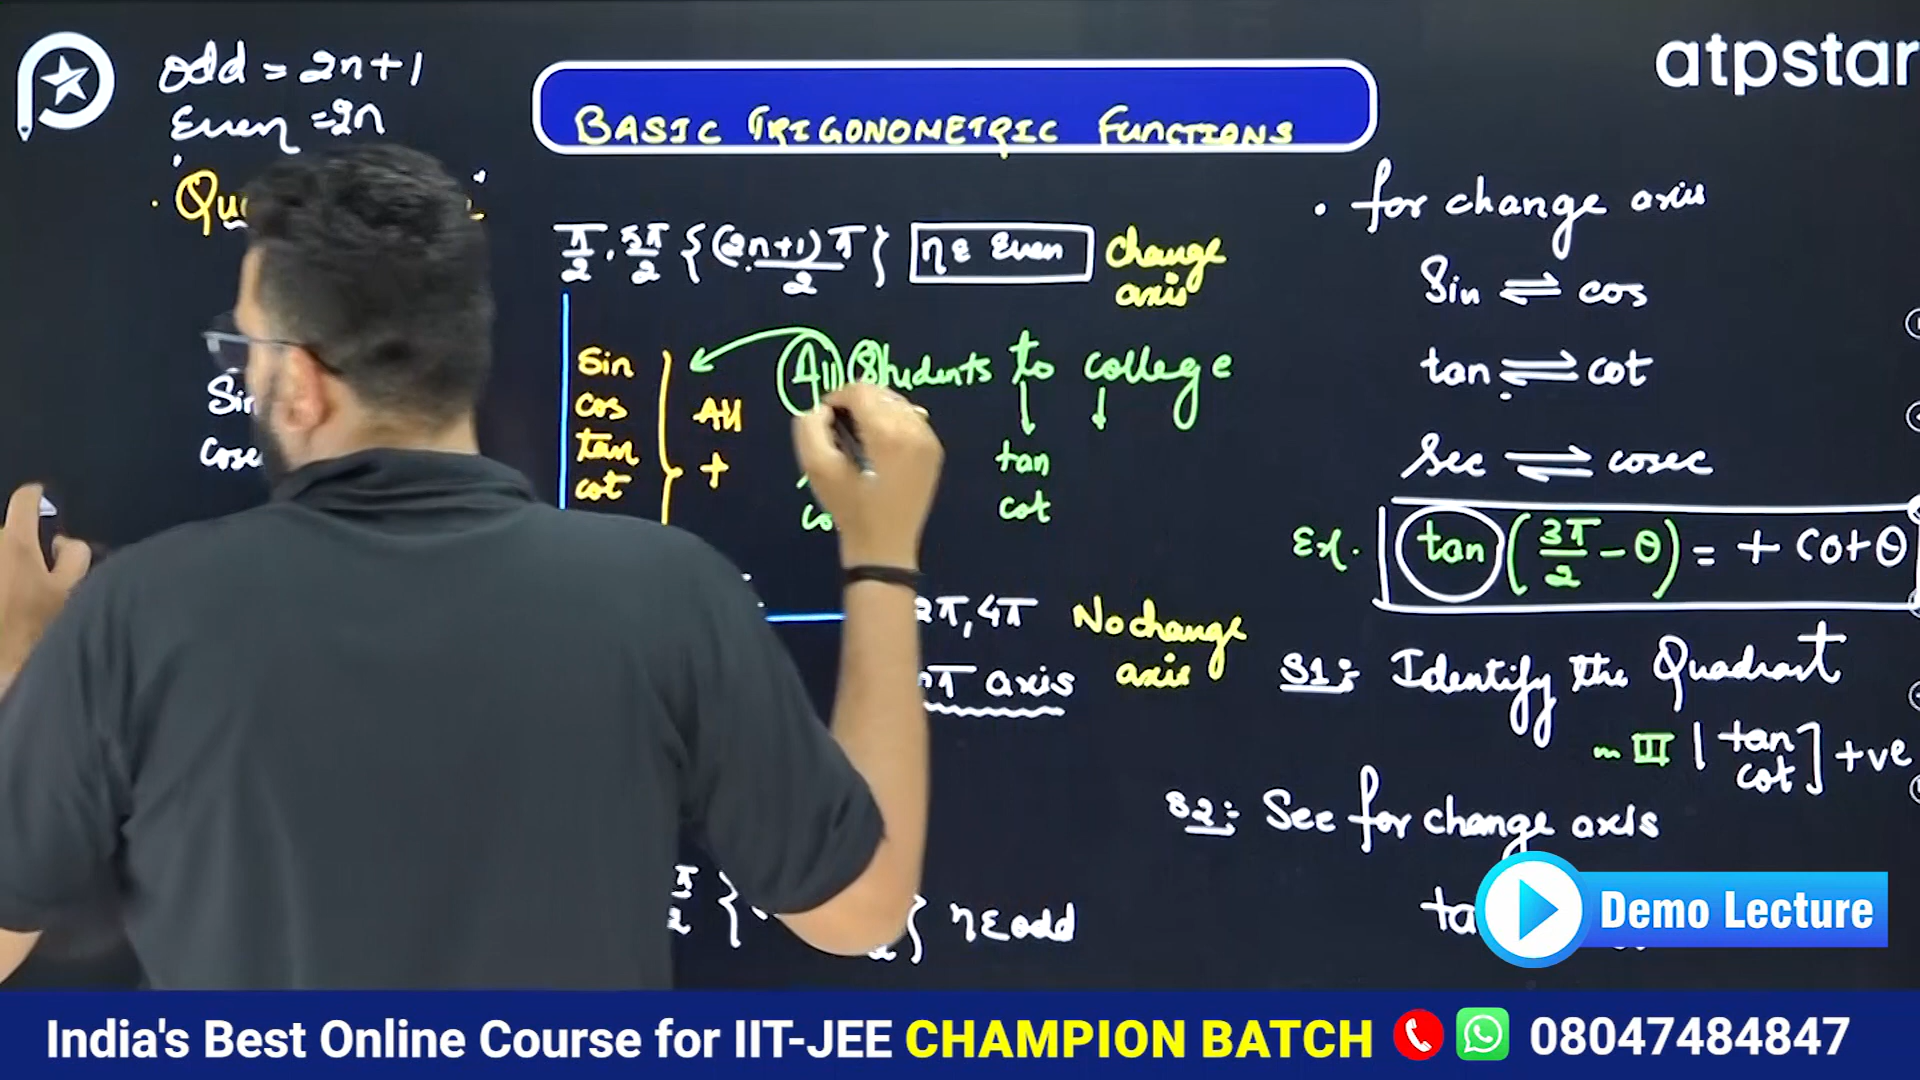 odd = 2n+1
Even = 2n
BASIC TRIGONOMETRIC FUNCTIONS
atpstar
π/2, 5π/2 {(2n+1)π/2} n ε Even change axis
Sin
cos
tan
cot
All
+
All Students to college
tan
cot
2π, 4π No change axis
π axis
n ε odd
• for change axis
Sin ⇌ cos
tan ⇌ cot
sec ⇌ cosec
Ex. tan (3π/2 − θ) = + cot θ
S1:- Identify the Quadrant
~ III [tan cot] +ve
S2:- See for change axis
Demo Lecture
India's Best Online Course for IIT-JEE CHAMPION BATCH 08047484847